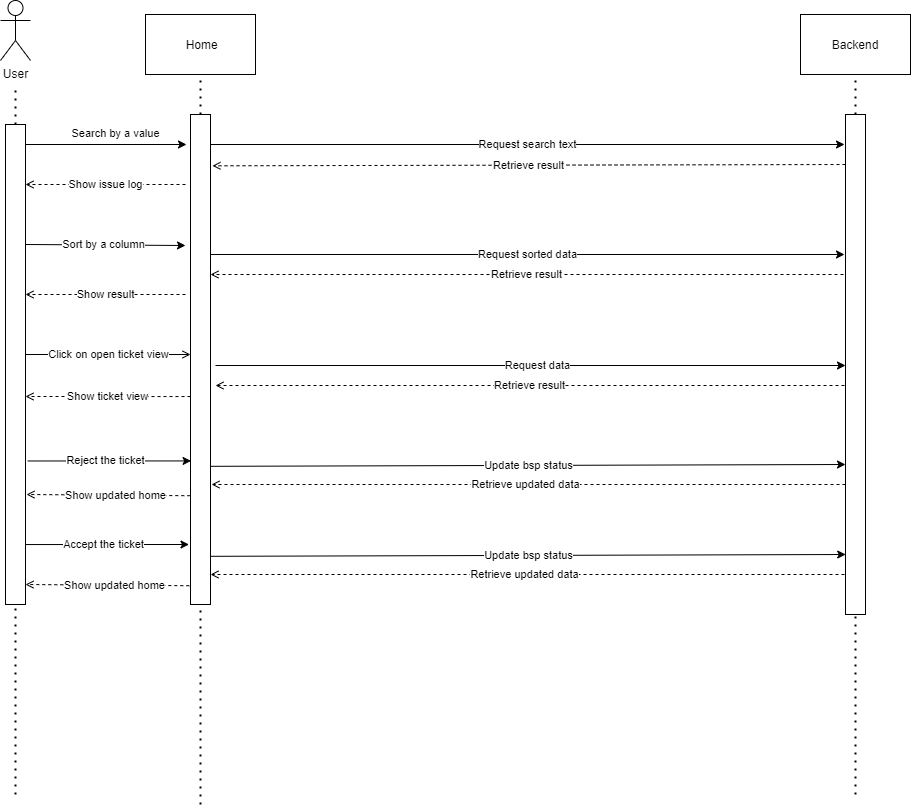 User
Home
Backend
Search by a value
Request search text
Retrieve result
Show issue log
Sort by a column
Request sorted data
Retrieve result
Show result
Click on open ticket view
Request data
Retrieve result
Show ticket view
Reject the ticket
Update bsp status
Retrieve updated data
Show updated home
Accept the ticket
Update bsp status
Retrieve updated data
Show updated home